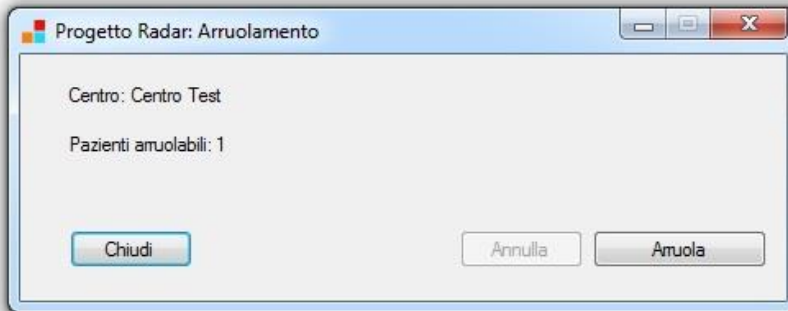 Progetto Radar: Arruolamento
Centro: Centro Test
Pazienti arruolabili: 1
Chiudi
Annulla
Arruola